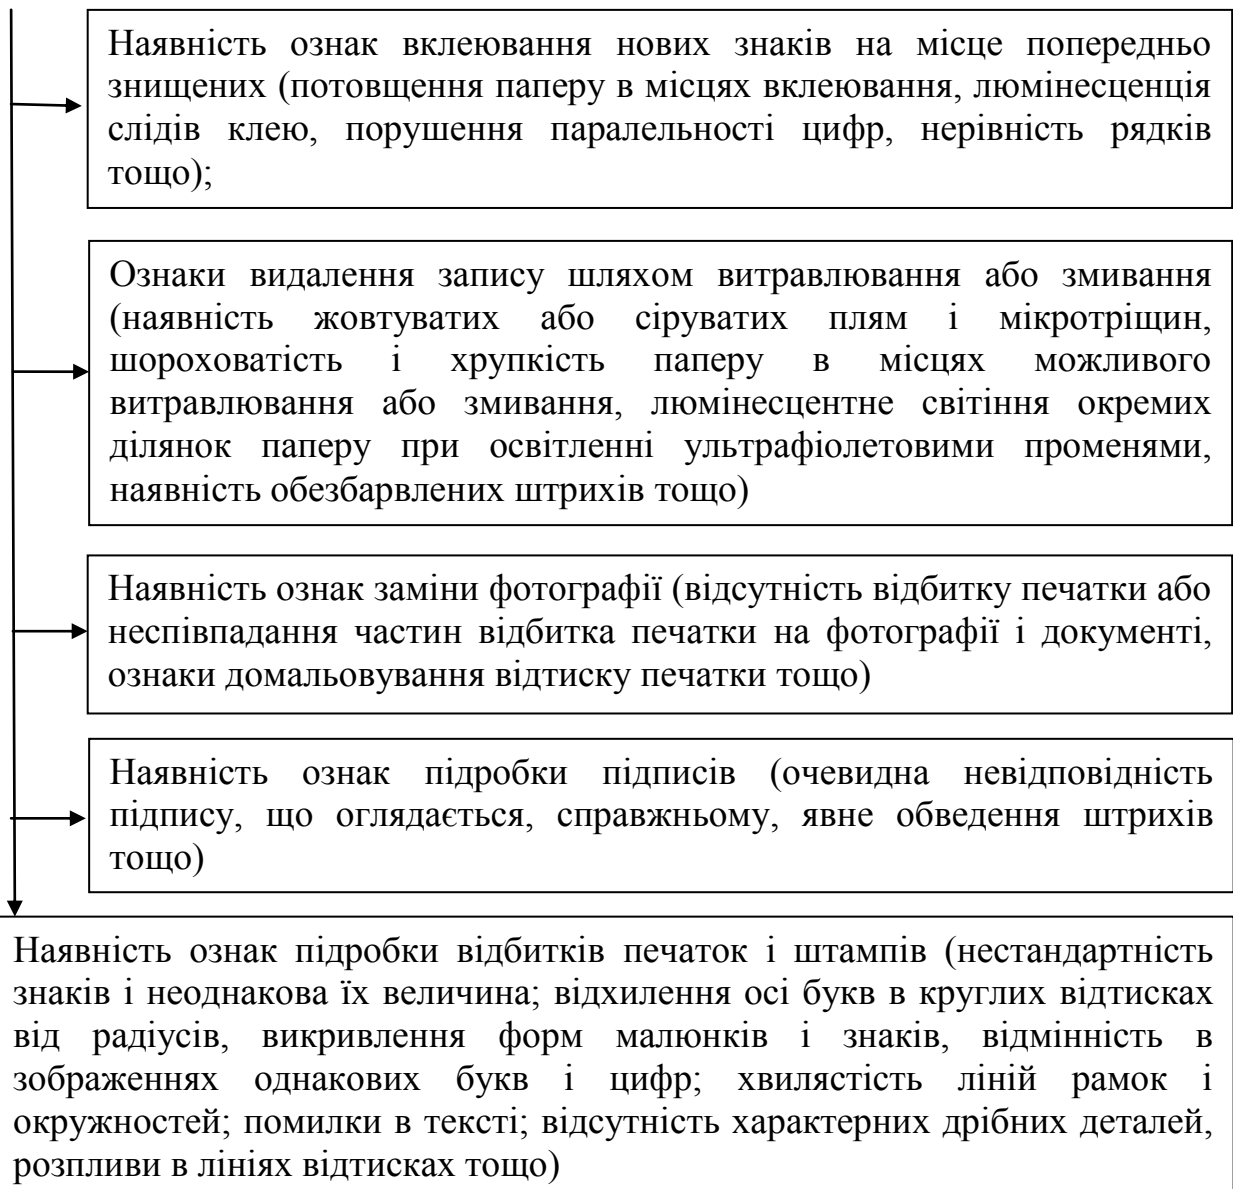 Наявність ознак вклеювання нових знаків на місце попередньо
знищених (потовщення паперу в місцях вклеювання, люмінесценція
слідів клею, порушення паралельності цифр, нерівність рядків
тощо);
Ознаки видалення запису шляхом витравлювання або змивання
(наявність жовтуватих або сіруватих плям і мікротріщин,
шороховатість і хрупкість паперу в місцях можливого
витравлювання або змивання, люмінесцентне світіння окремих
ділянок паперу при освітленні ультрафіолетовими променями,
наявність обезбарвлених штрихів тощо)
Наявність ознак заміни фотографії (відсутність відбитку печатки або
неспівпадання частин відбитка печатки на фотографії і документі,
ознаки домальовування відтиску печатки тощо)
Наявність ознак підробки підписів (очевидна невідповідність
підпису, що оглядається, справжньому, явне обведення штрихів
тощо)
Наявність ознак підробки відбитків печаток і штампів (нестандартність
знаків і неоднакова їх величина; відхилення осі букв в круглих відтисках
від радіусів, викривлення форм малюнків і знаків, відмінність в
зображеннях однакових букв і цифр; хвилястість ліній рамок і
окружностей; помилки в тексті; відсутність характерних дрібних деталей,
розпливи в лініях відтисках тощо)